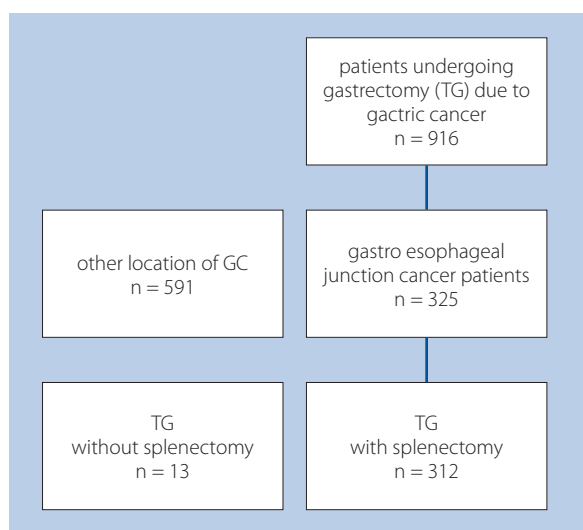 patients undergoing
gastrectomy (TG) due to
gactric cancer
n = 916
other location of GC
n = 591
gastro esophageal
junction cancer patients
n = 325
TG
without splenectomy
n = 13
TG
with splenectomy
n = 312